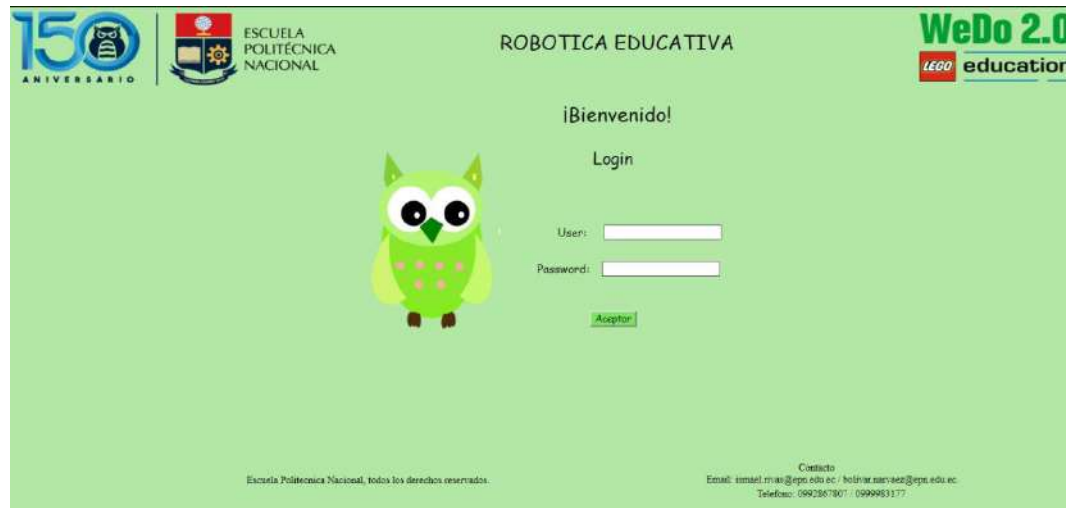 150
ANIVERSARIO
ESCUELA
POLITÉCNICA
NACIONAL
ROBOTICA EDUCATIVA
WeDo 2.0
LEGO education
¡Bienvenido!
Login
User:
Password:
Aceptar
Escuela Politecnica Nacional, todos los derechos reservados.
Contacto
Email: ismael.rivas@epn.edu.ec / bolivar.narvaez@epn.edu.ec
Telefono: 0992867807 / 0999983177